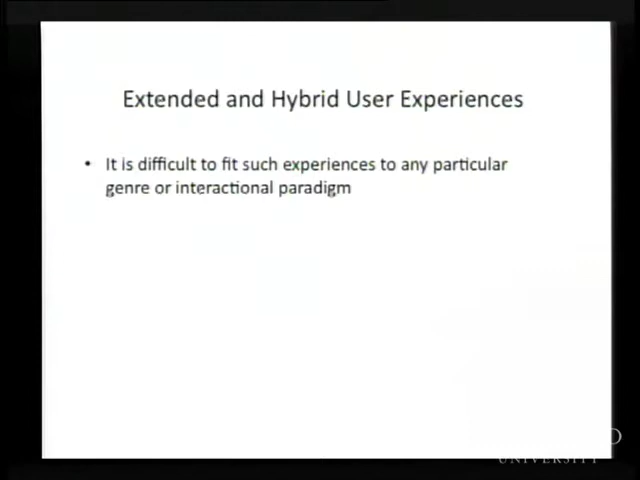 Extended and Hybrid User Experiences
• It is difficult to fit such experiences to any particular
genre or interactional paradigm
UNIVERSITY